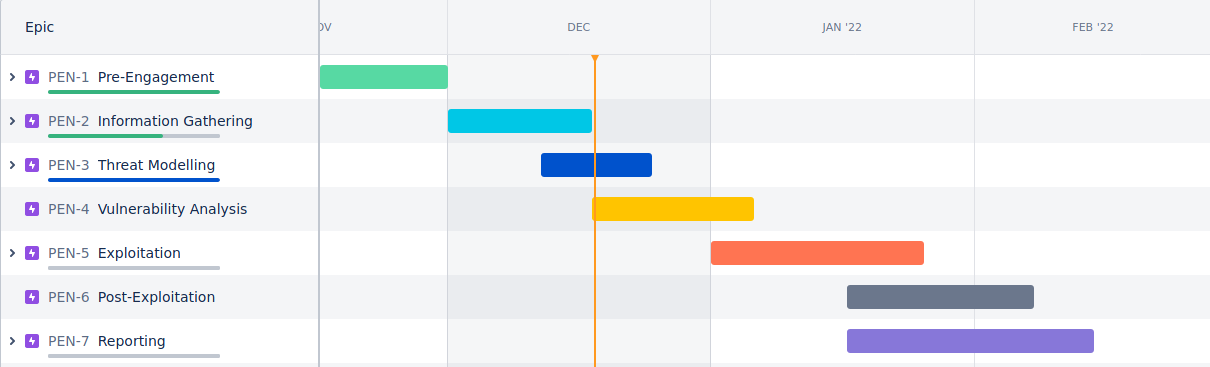 Epic
DEC
JAN '22
FEB '22
PEN-1 Pre-Engagement
PEN-2 Information Gathering
PEN-3 Threat Modelling
PEN-4 Vulnerability Analysis
PEN-5 Exploitation
PEN-6 Post-Exploitation
PEN-7 Reporting